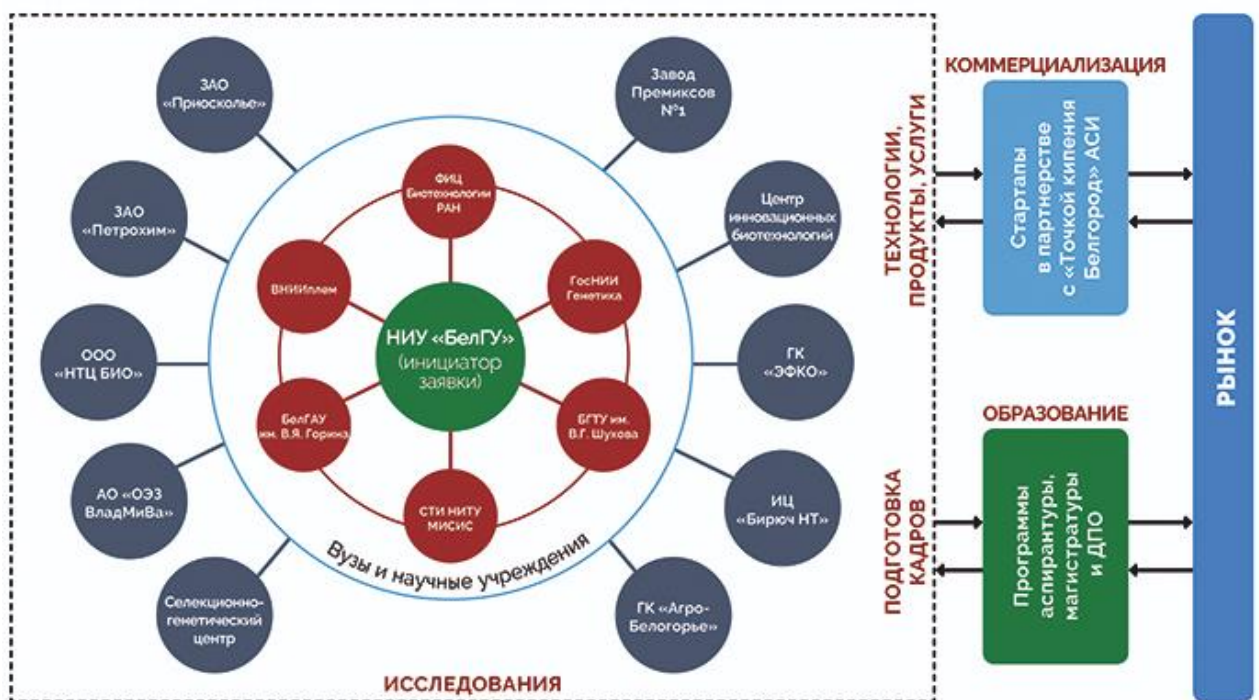 ЗАО
«Приосколье»
ЗАО
«Петрохим»
ООО
«НТЦ БИО»
АО «ОЭЗ
ВладМиВа»
Селекционно-
генетический
центр
Завод
Премиксов
№1
Центр
инновационных
биотехнологий
ГК
«ЭФКО»
ИЦ
«Бирюч НТ»
ГК «Агро-
Белогорье»
ФИЦ
Биотехнологии
РАН
ВНИИплем
ГосНИИ
Генетика
НИУ «БелГУ»
(инициатор
заявки)
БелГАУ
им. В.Я. Горина
БГТУ им.
В.Г. Шухова
СТИ НИТУ
МИСИС
Вузы и научные учреждения
ИССЛЕДОВАНИЯ
ТЕХНОЛОГИИ,
ПРОДУКТЫ, УСЛУГИ
ПОДГОТОВКА
КАДРОВ
КОММЕРЦИАЛИЗАЦИЯ
Стартапы
в партнерстве
с «Точкой кипения
Белгород» АСИ
ОБРАЗОВАНИЕ
Программы
аспирантуры,
магистратуры
и ДПО
РЫНОК